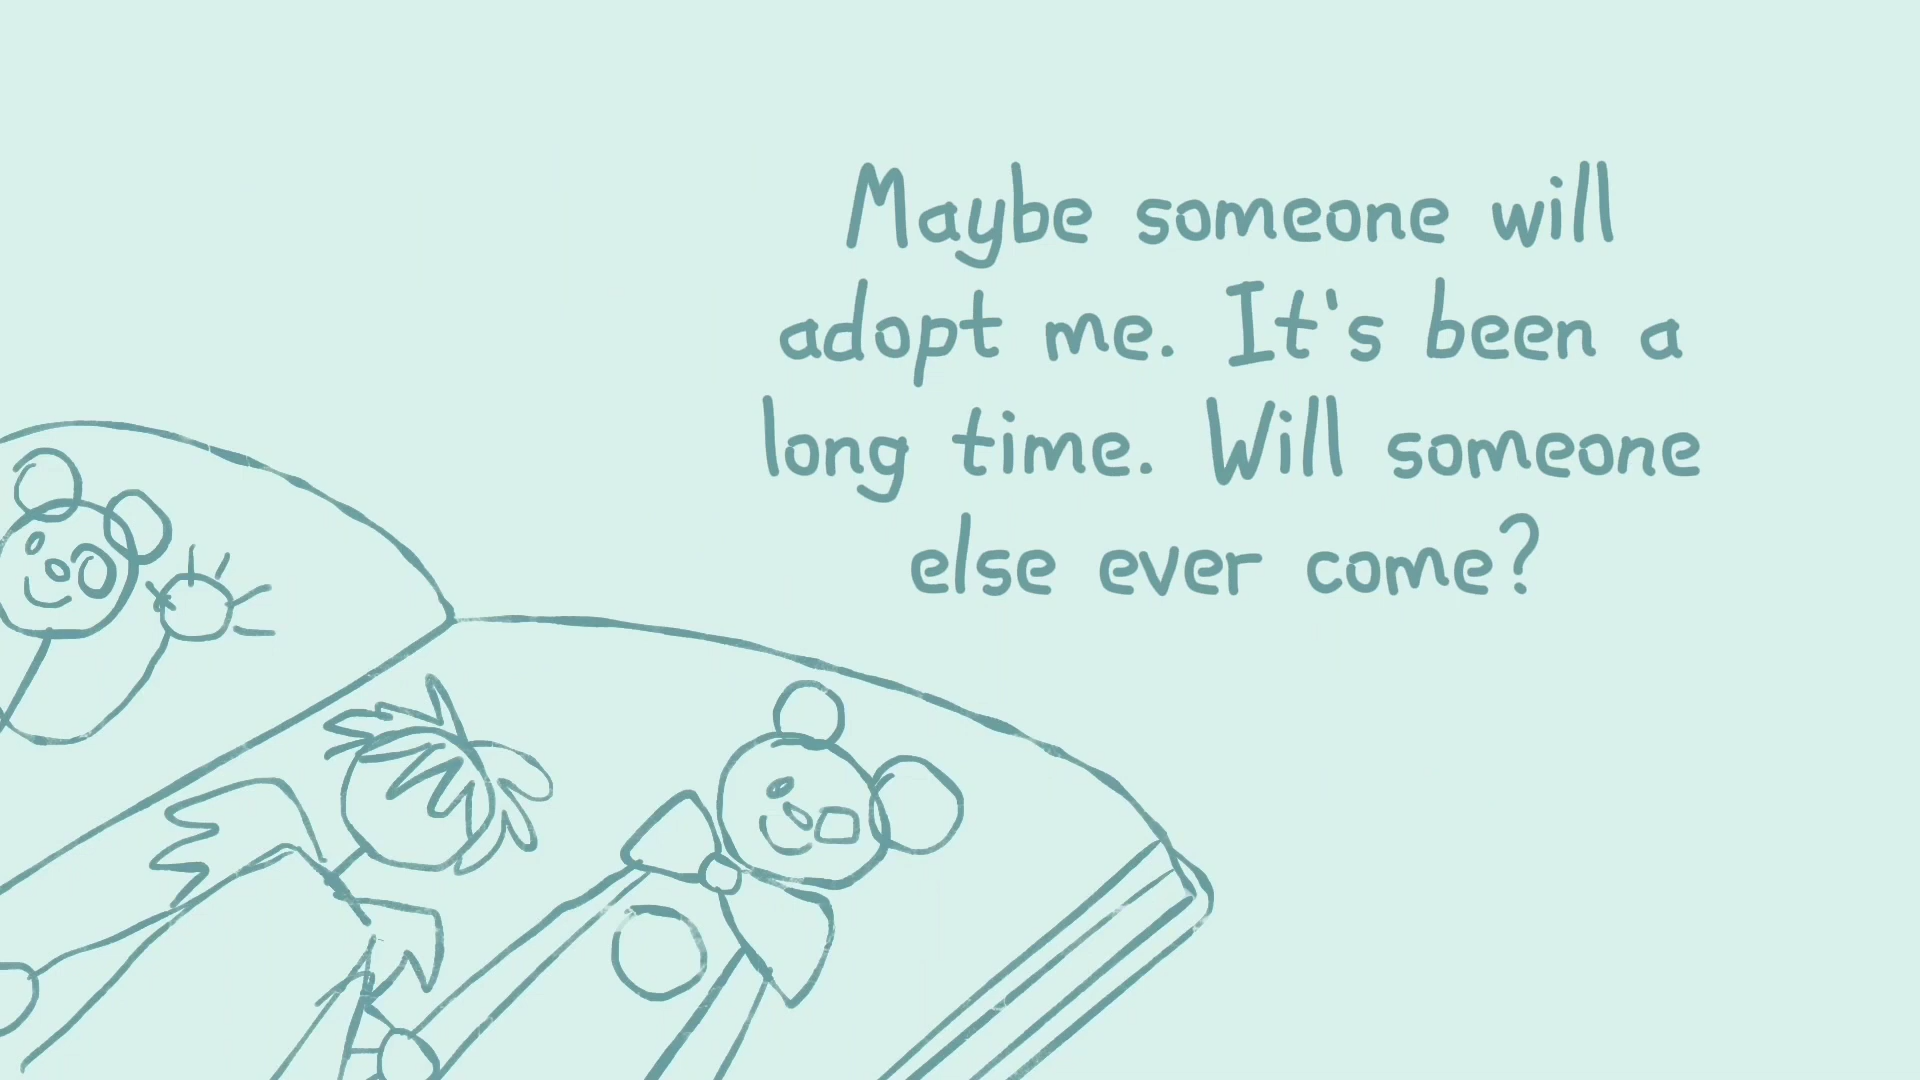 Maybe someone will
adopt me. It's been a
long time. Will someone
else ever come?